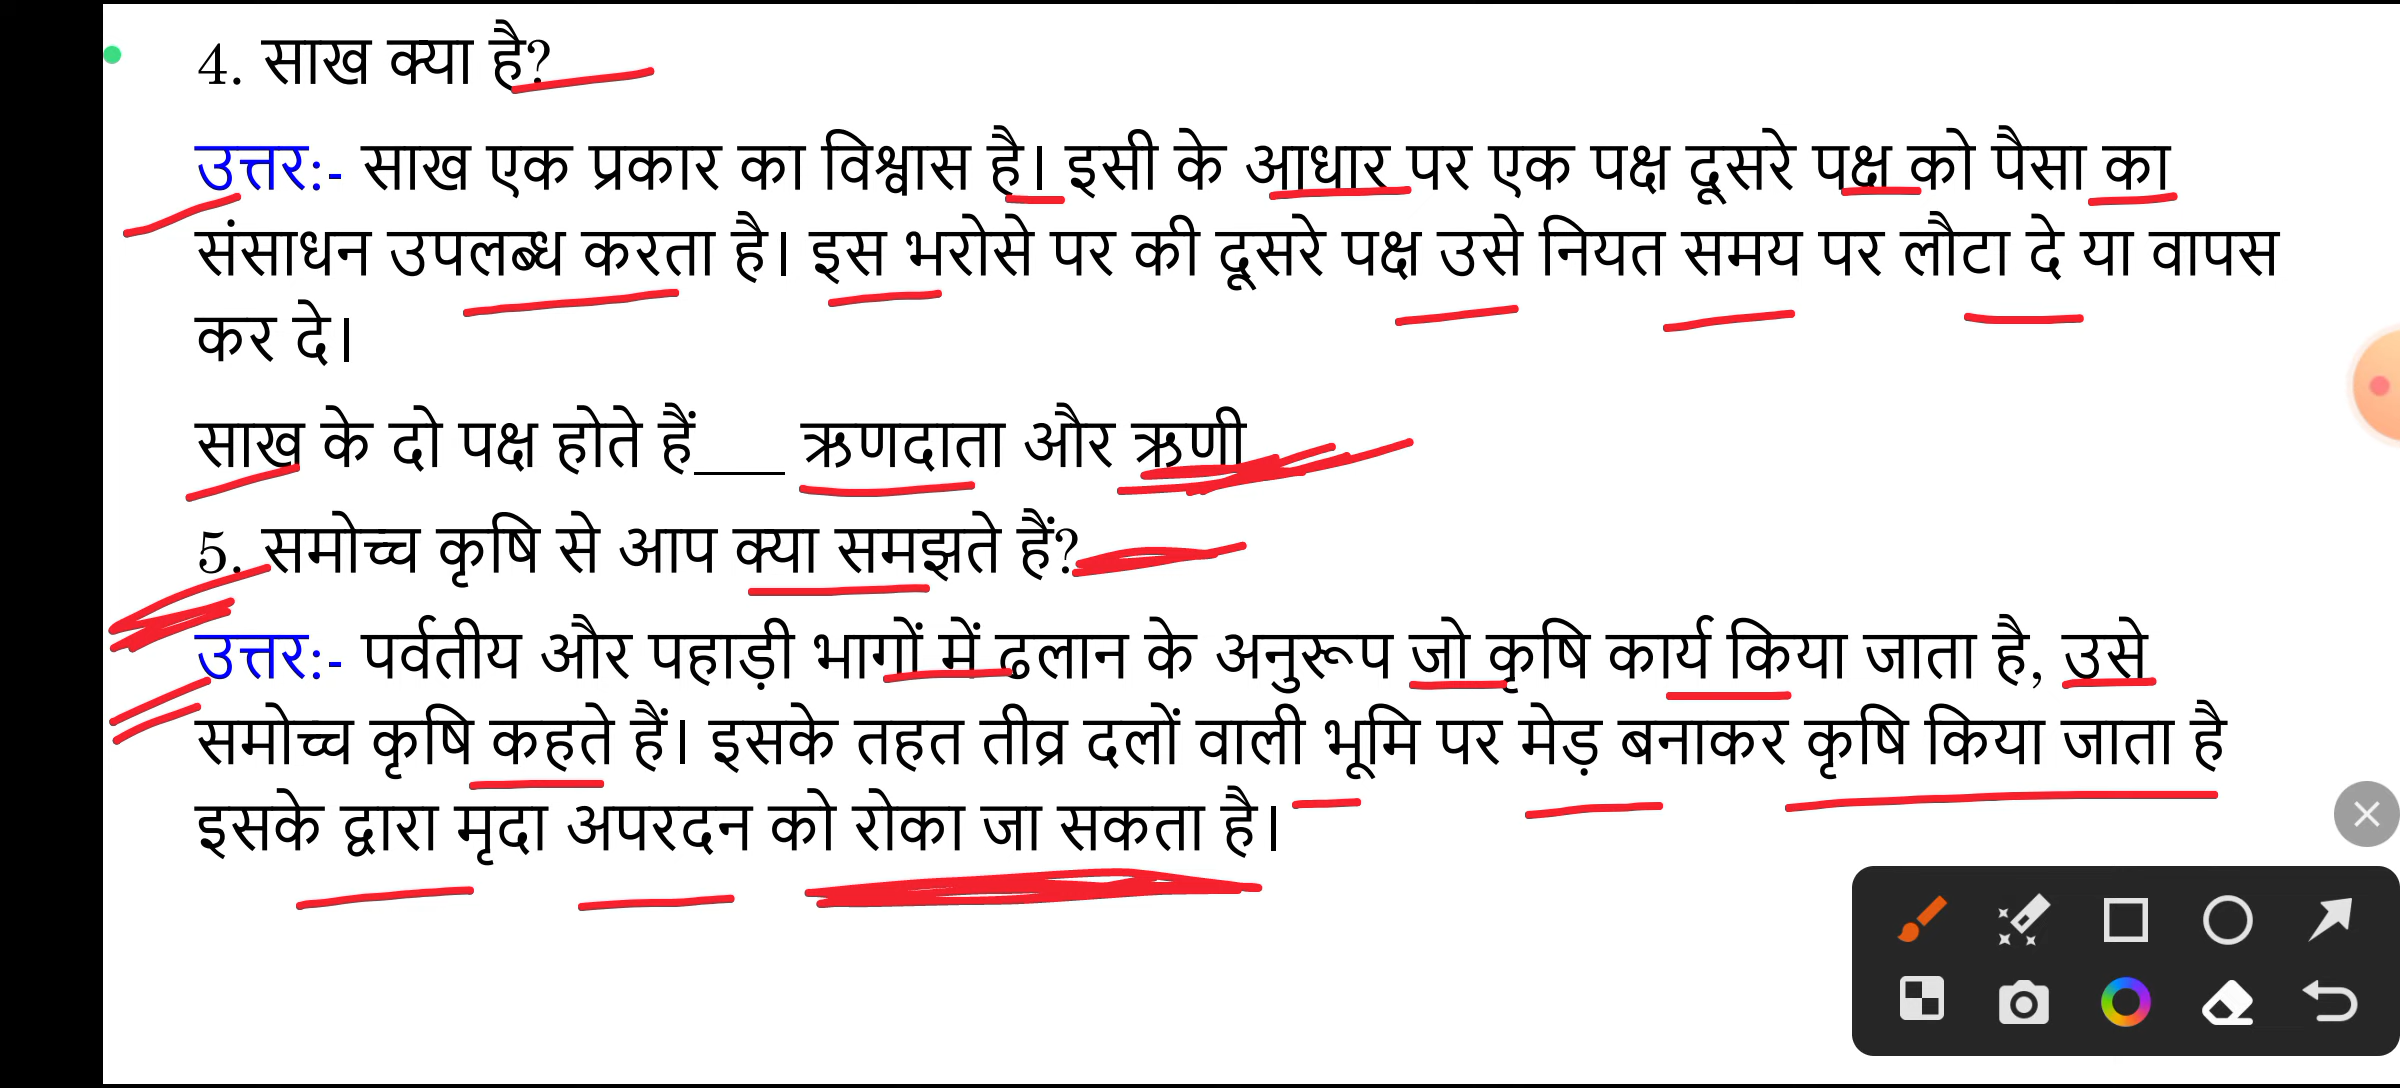 4. साख क्या है?
उत्तर:- साख एक प्रकार का विश्वास है। इसी के आधार पर एक पक्ष दूसरे पक्ष को पैसा का
संसाधन उपलब्ध करता है। इस भरोसे पर की दूसरे पक्ष उसे नियत समय पर लौटा दे या वापस
कर दे।
साख के दो पक्ष होते हैं___ ऋणदाता और ऋणी
5. समोच्च कृषि से आप क्या समझते हैं?
उत्तर:- पर्वतीय और पहाड़ी भागों में ढलान के अनुरूप जो कृषि कार्य किया जाता है, उसे
समोच्च कृषि कहते हैं। इसके तहत तीव्र दलों वाली भूमि पर मेड़ बनाकर कृषि किया जाता है
इसके द्वारा मृदा अपरदन को रोका जा सकता है।